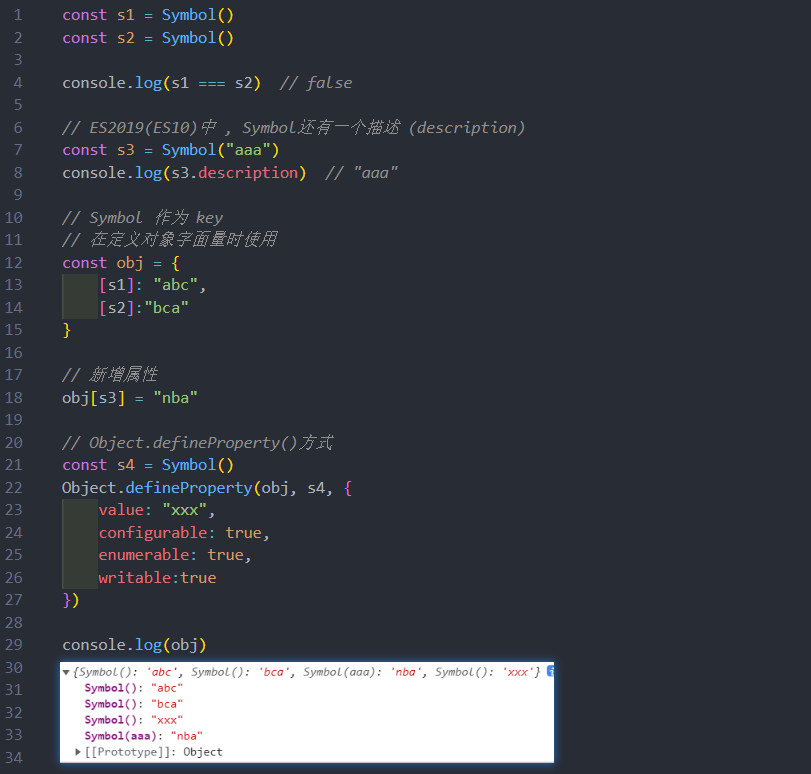 1 const s1 = Symbol()
2 const s2 = Symbol()
3
4 console.log(s1 === s2)  // false
5
6 // ES2019(ES10)中 , Symbol还有一个描述 (description)
7 const s3 = Symbol("aaa")
8 console.log(s3.description)  // "aaa"
9
10 // Symbol 作为 key
11 // 在定义对象字面量时使用
12 const obj = {
13     [s1]: "abc",
14     [s2]:"bca"
15 }
16
17 // 新增属性
18 obj[s3] = "nba"
19
20 // Object.defineProperty()方式
21 const s4 = Symbol()
22 Object.defineProperty(obj, s4, {
23     value: "xxx",
24     configurable: true,
25     enumerable: true,
26     writable:true
27 })
28
29 console.log(obj)
30 ▼{Symbol(): 'abc', Symbol(): 'bca', Symbol(aaa): 'nba', Symbol(): 'xxx'} i
31 Symbol(): "abc"
Symbol(): "bca"
32 Symbol(): "xxx"
33 Symbol(aaa): "nba"
34 ▶[[Prototype]]: Object